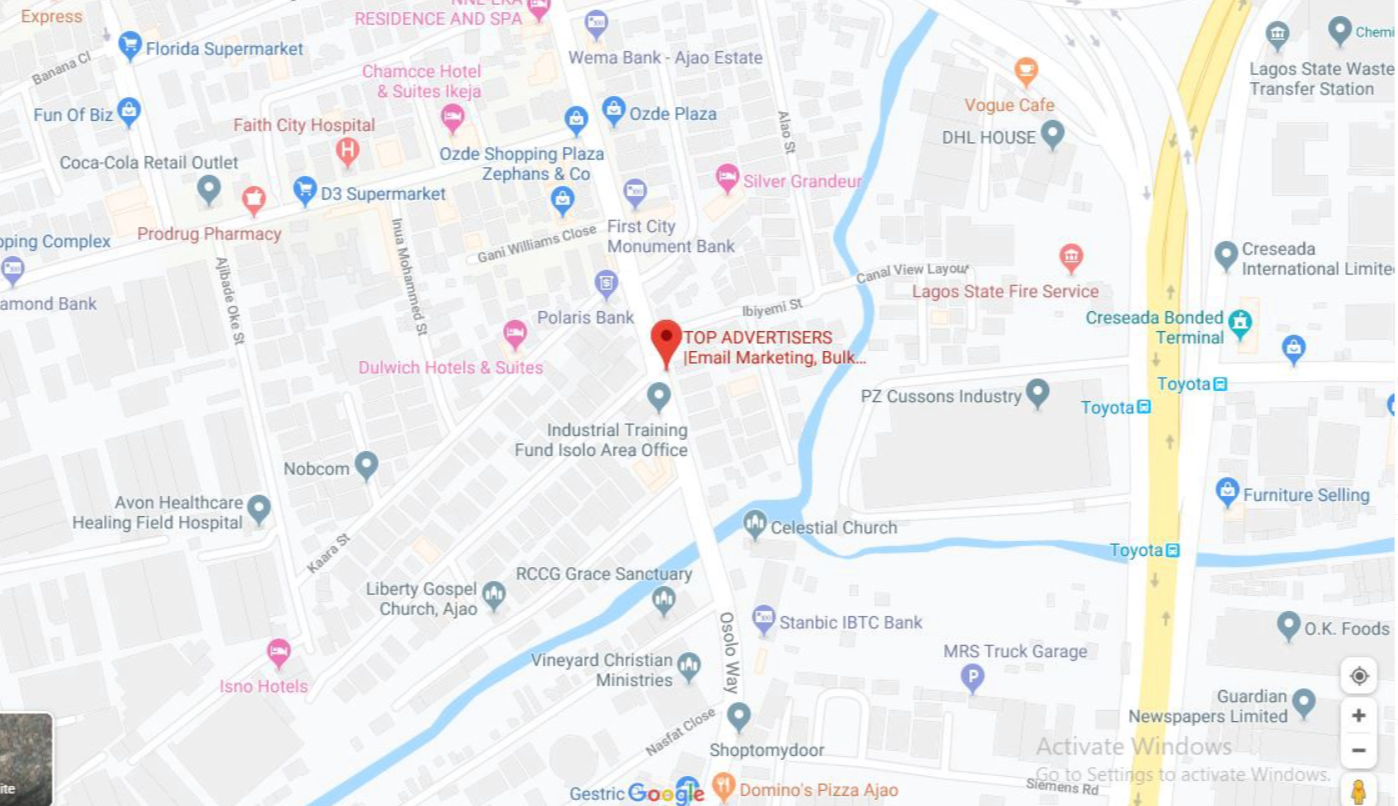 Express
NNE-EKA
RESIDENCE AND SPA
Florida Supermarket
Banana Cl
Wema Bank - Ajao Estate
Chamcce Hotel
& Suites Ikeja
Fun Of Biz
Ozde Plaza
Faith City Hospital
Alao St
Vogue Cafe
DHL HOUSE
Lagos State Waste
Transfer Station
Chemi
Coca-Cola Retail Outlet
Ozde Shopping Plaza
Zephans & Co
D3 Supermarket
Silver Grandeur
Prodrug Pharmacy
Inua Mohammed St
Gani Williams Close
First City
Monument Bank
pping Complex
Ajibade Oke St
Creseada
International Limite
Canal View Layout
Lagos State Fire Service
amond Bank
Polaris Bank
Ibiyemi St
Creseada Bonded
Terminal
TOP ADVERTISERS
|Email Marketing, Bulk...
Dulwich Hotels & Suites
PZ Cussons Industry
Toyota
Toyota
Industrial Training
Fund Isolo Area Office
Nobcom
Avon Healthcare
Healing Field Hospital
Furniture Selling
Celestial Church
Kaara St
Toyota
RCCG Grace Sanctuary
Liberty Gospel
Church, Ajao
Osolo Way
Stanbic IBTC Bank
O.K. Foods
MRS Truck Garage
Vineyard Christian
Ministries
Isno Hotels
Guardian
Newspapers Limited
Nasfat Close
Shoptomydoor
Activate Windows
Go to Settings to activate Windows.
Siemens Rd
ite
Gestric
Google
Domino's Pizza Ajao